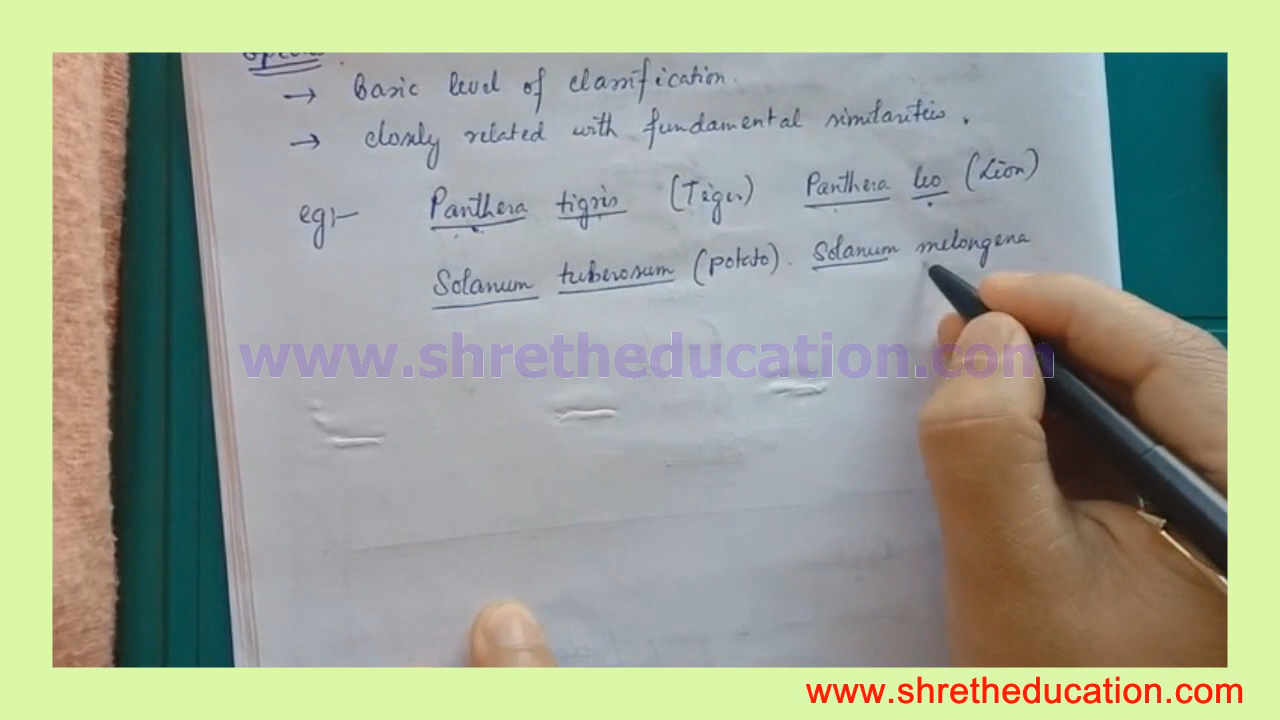 Species
→ Basic level of classification.
→ closely related with fundamental similarities.
eg:- Panthera tigris (Tiger) Panthera leo (Lion)
Solanum tuberosum (potato). Solanum melongena
www.shretheducation.com
www.shretheducation.com